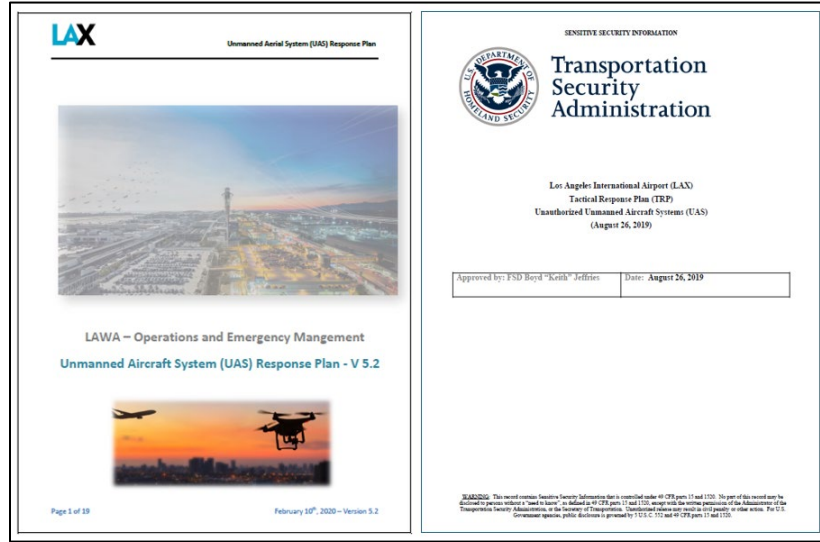 LAX
Unmanned Aerial System (UAS) Response Plan
LAWA – Operations and Emergency Mangement
Unmanned Aircraft System (UAS) Response Plan - V 5.2
Page 1 of 19
February 10th, 2020 – Version 5.2
SENSITIVE SECURITY INFORMATION
U.S. DEPARTMENT OF HOMELAND SECURITY
Transportation
Security
Administration
Los Angeles International Airport (LAX)
Tactical Response Plan (TRP)
Unauthorized Unmanned Aircraft Systems (UAS)
(August 26, 2019)
Approved by: FSD Boyd "Keith" Jeffries
Date: August 26, 2019
WARNING: This record contains Sensitive Security Information that is controlled under 49 CFR parts 15 and 1520. No part of this record may be
disclosed to persons without a "need to know", as defined in 49 CFR parts 15 and 1520, except with the written permission of the Administrator of the
Transportation Security Administration, or the Secretary of Transportation. Unauthorized release may result in civil penalty or other action. For U.S.
Government agencies, public disclosure is governed by 5 U.S.C. 552 and 49 CFR parts 15 and 1520.